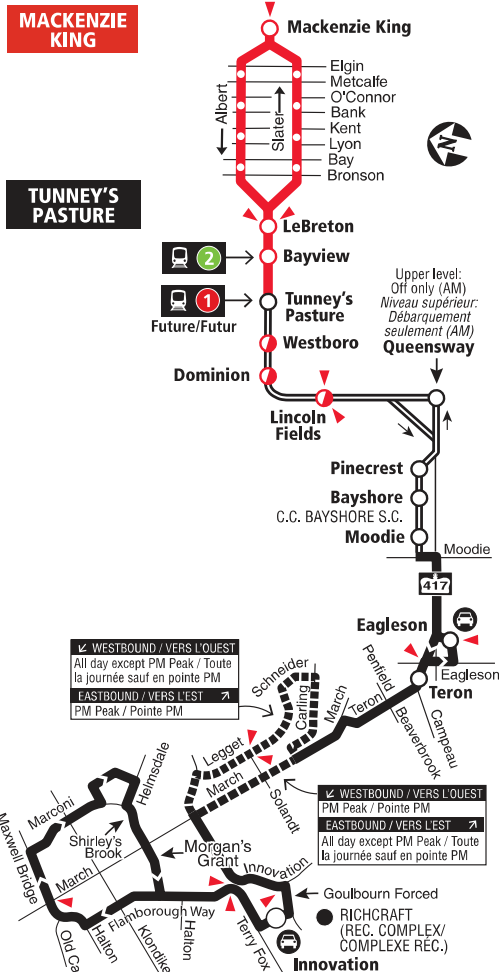 MACKENZIE
KING
Mackenzie King
Elgin
Metcalfe
O'Connor
Bank
Kent
Lyon
Bay
Bronson
Albert
Slater
N
TUNNEY'S
PASTURE
LeBreton
2
Bayview
1
Tunney's
Pasture
Future/Futur
Westboro
Dominion
Lincoln
Fields
Upper level:
Off only (AM)
Niveau supérieur:
Débarquement
seulement (AM)
Queensway
Pinecrest
Bayshore
C.C. BAYSHORE S.C.
Moodie
Moodie
417
Eagleson
Eagleson
Teron
↙ WESTBOUND / VERS L'OUEST
All day except PM Peak / Toute
la journée sauf en pointe PM
EASTBOUND / VERS L'EST ↗
PM Peak / Pointe PM
Schneider
Carling
March
Teron
Penfield
Beaverbrook
Campeau
Legget
March
Solandt
↙ WESTBOUND / VERS L'OUEST
PM Peak / Pointe PM
EASTBOUND / VERS L'EST ↗
All day except PM Peak / Toute
la journée sauf en pointe PM
Helmsdale
Marconi
Shirley's
Brook
Maxwell Bridge
March
Morgan's
Grant
Innovation
Goulbourn Forced
Flamborough Way
Old Ca
Halton
Klondike
Halton
Terry Fox
RICHCRAFT
(REC. COMPLEX/
COMPLEXE RÉC.)
Innovation